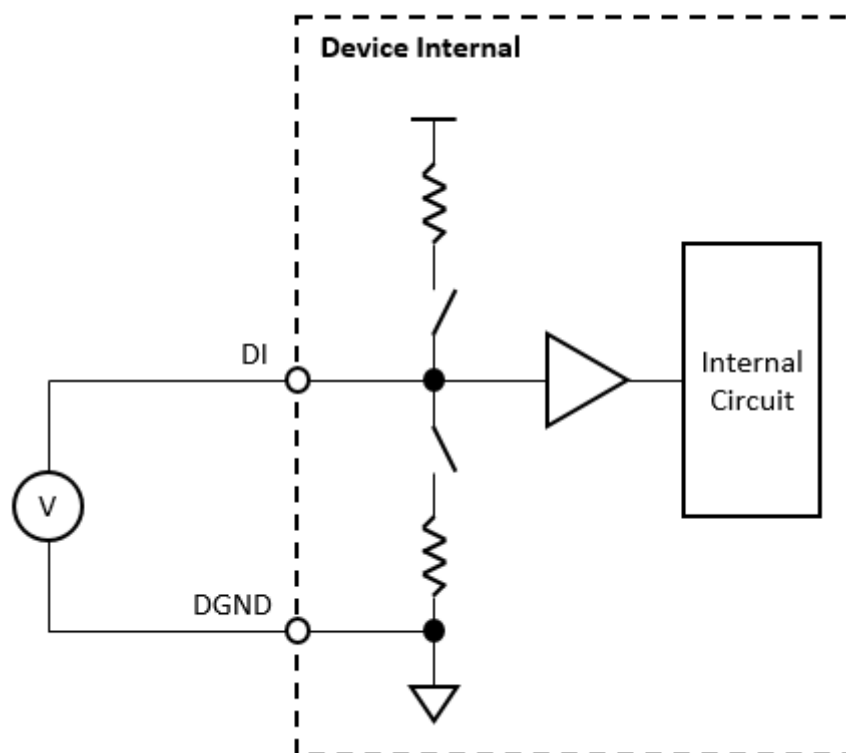 Device Internal
DI
Internal
Circuit
V
DGND